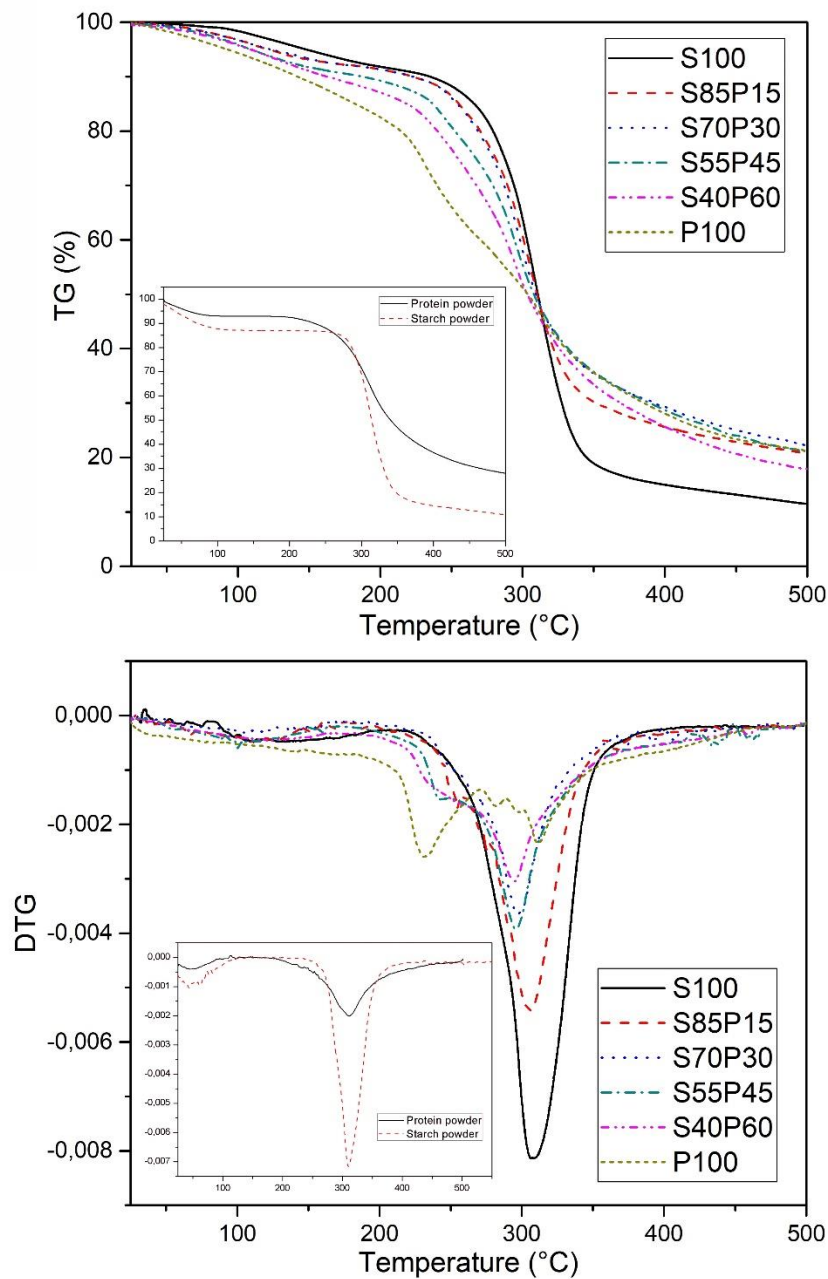 100
80
60
40
20
0
TG (%)
S100
S85P15
S70P30
S55P45
S40P60
P100
100
90
80
70
60
50
40
30
20
10
0
Protein powder
Starch powder
100 200 300 400 500
100 200 300 400 500
Temperature (°C)
0,000
-0,002
-0,004
-0,006
-0,008
DTG
0,000
-0,001
-0,002
-0,003
-0,004
-0,005
-0,006
-0,007
Protein powder
Starch powder
100 200 300 400 500
S100
S85P15
S70P30
S55P45
S40P60
P100
100 200 300 400 500
Temperature (°C)